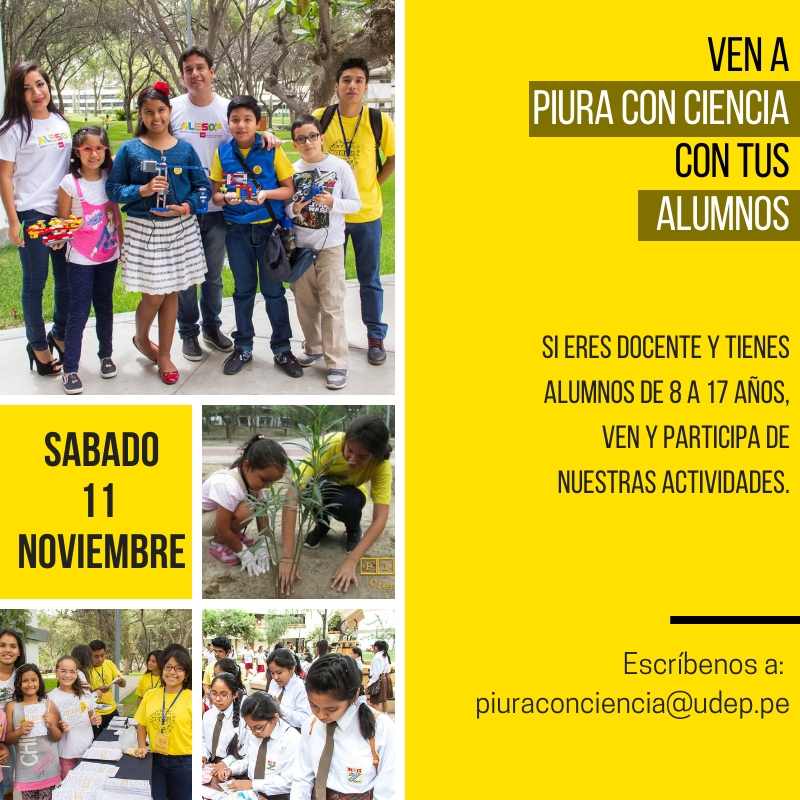 VEN A
PIURA CON CIENCIA
CON TUS
ALUMNOS
SI ERES DOCENTE Y TIENES
ALUMNOS DE 8 A 17 AÑOS,
VEN Y PARTICIPA DE
NUESTRAS ACTIVIDADES.
SABADO
11
NOVIEMBRE
Escríbenos a:
piuraconciencia@udep.pe